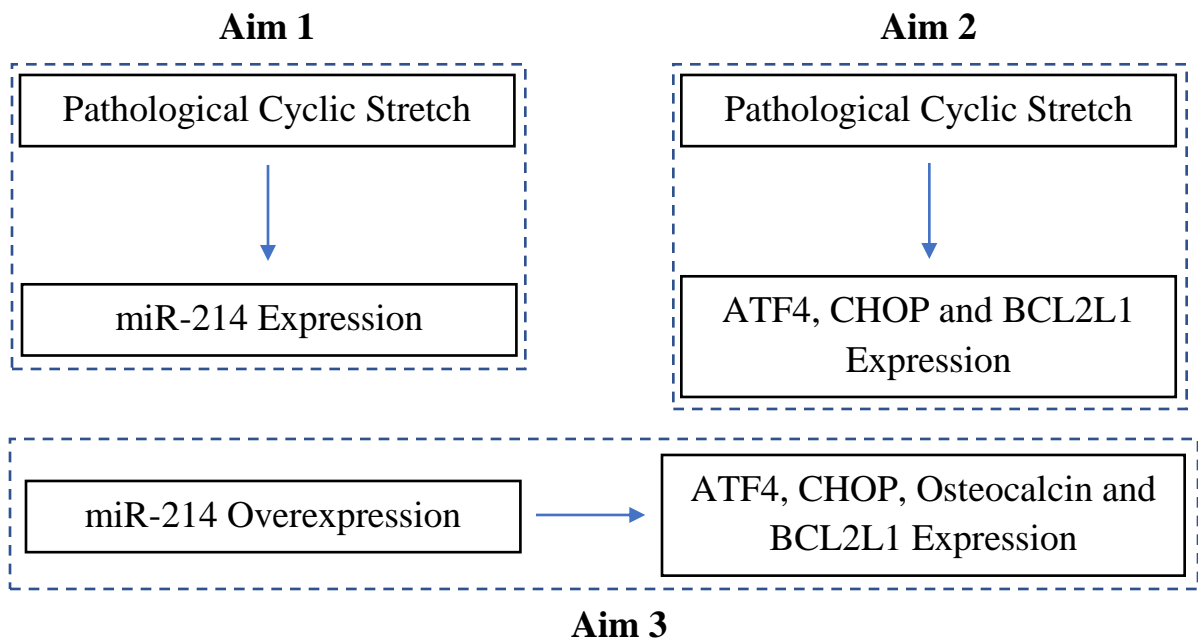 Aim 1
Pathological Cyclic Stretch
miR-214 Expression
Aim 2
Pathological Cyclic Stretch
ATF4, CHOP and BCL2L1
Expression
miR-214 Overexpression
ATF4, CHOP, Osteocalcin and
BCL2L1 Expression
Aim 3